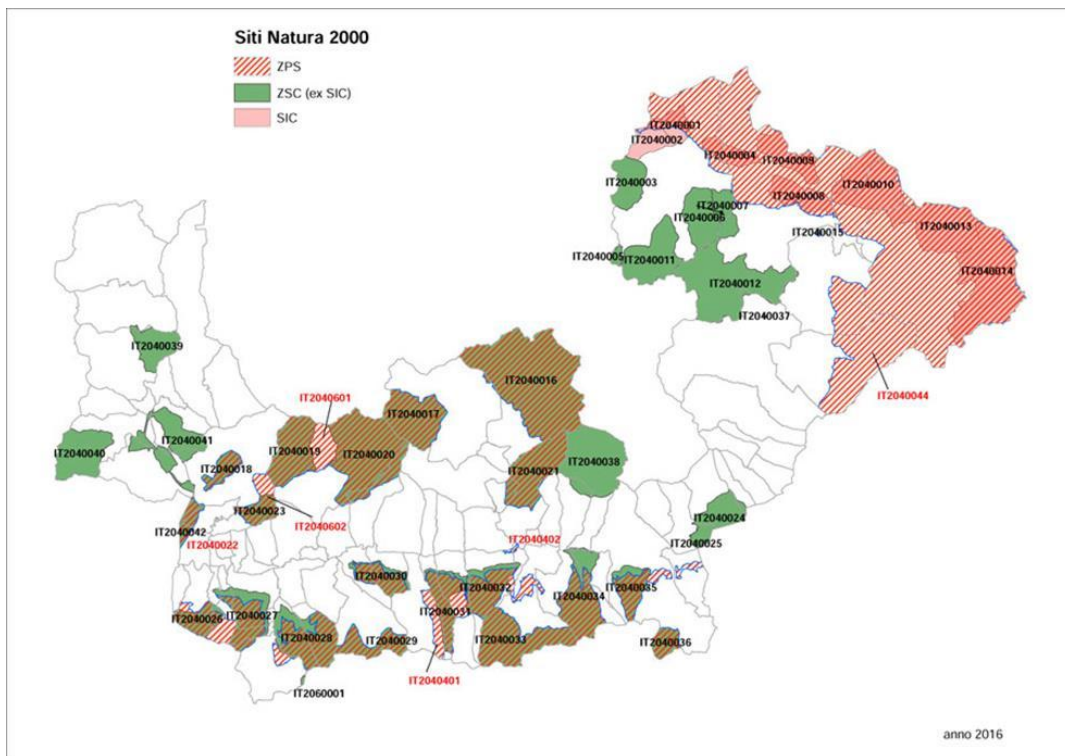 Siti Natura 2000
ZPS
ZSC (ex SIC)
SIC
IT2040001
IT2040002
IT2040004
IT2040009
IT2040003
IT2040010
IT2040008
IT2040007
IT2040006
IT2040015
IT2040013
IT2040005
IT2040011
IT2040014
IT2040012
IT2040037
IT2040039
IT2040016
IT2040044
IT2040601
IT2040017
IT2040041
IT2040040
IT2040019
IT2040020
IT2040038
IT2040018
IT2040021
IT2040023
IT2040602
IT2040024
IT2040042
IT2040402
IT2040022
IT2040025
IT2040030
IT2040032
IT2040035
IT2040034
IT2040031
IT2040026
IT2040027
IT2040028
IT2040029
IT2040033
IT2040036
IT2040401
IT2060001
anno 2016